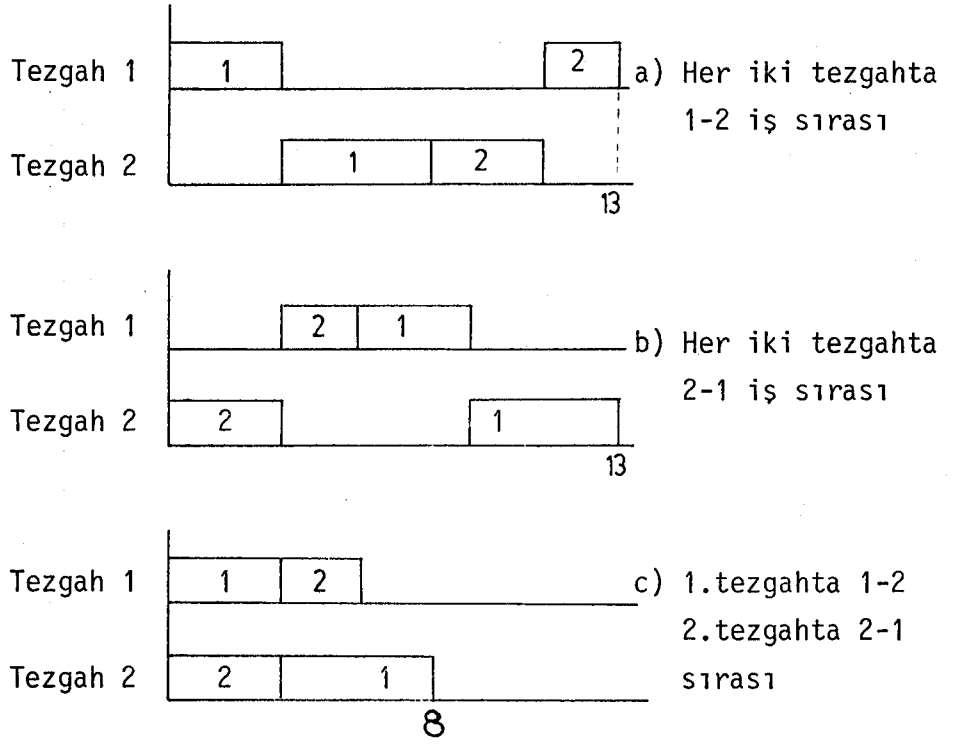 Tezgah 1
1
2
a) Her iki tezgahta
1-2 iş sırası
Tezgah 2
1
2
13
Tezgah 1
2
1
b) Her iki tezgahta
2-1 iş sırası
Tezgah 2
2
1
13
Tezgah 1
1
2
c) 1.tezgahta 1-2
2.tezgahta 2-1
sırası
Tezgah 2
2
1
8